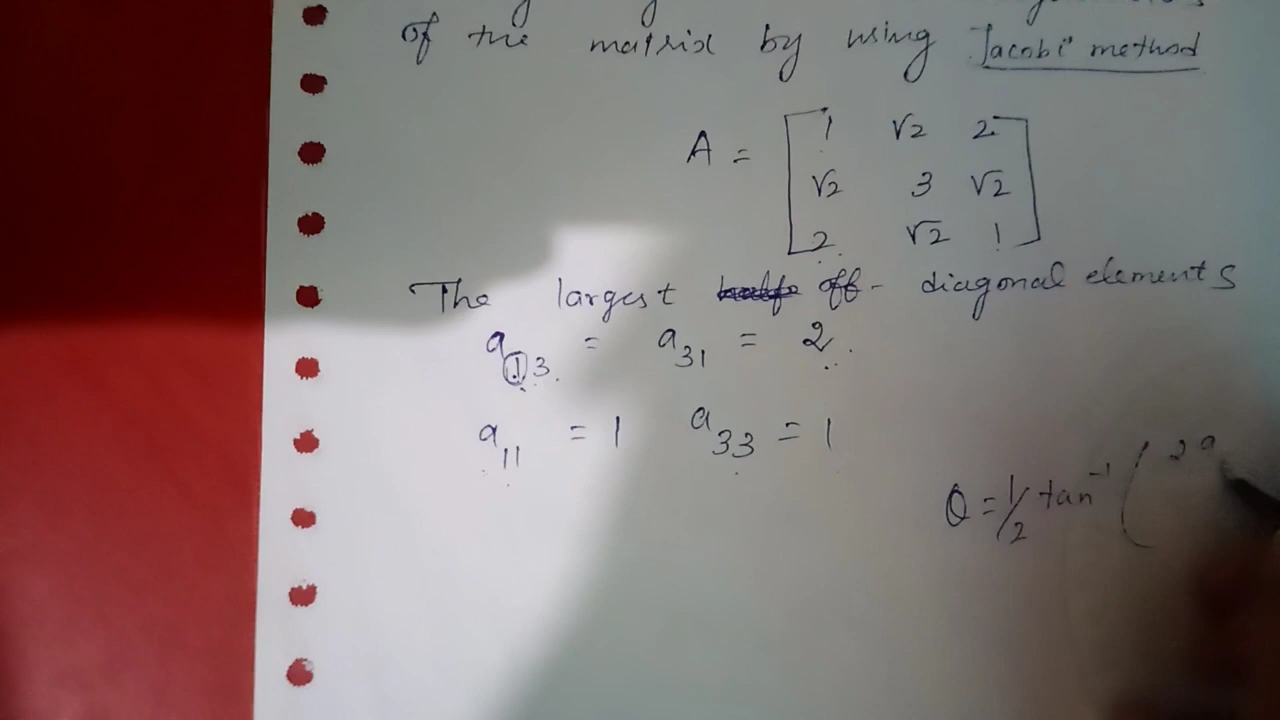 of the matrix by using Jacobi method
A = [ 1 √2 2
√2 3 √2
2 √2 1 ]
The largest off-diagonal elements
a13 = a31 = 2
a11 = 1 a33 = 1
θ = 1/2 tan⁻¹ ( 2a